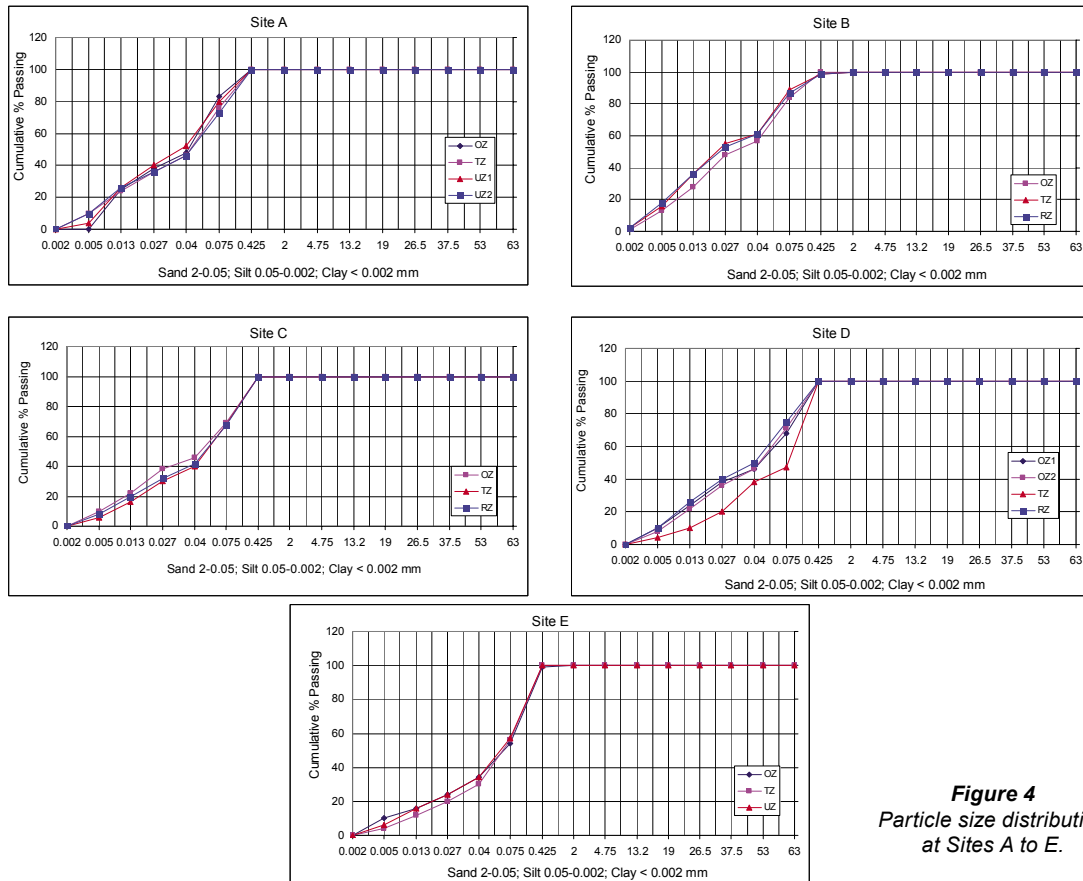 Site A
Cumulative % Passing
120
100
80
60
40
20
0
OZ
TZ
UZ1
UZ2
0.002 0.005 0.013 0.027 0.04 0.075 0.425 2 4.75 13.2 19 26.5 37.5 53 63
Sand 2-0.05; Silt 0.05-0.002; Clay < 0.002 mm
Site B
Cumulative % Passing
120
100
80
60
40
20
0
OZ
TZ
RZ
0.002 0.005 0.013 0.027 0.04 0.075 0.425 2 4.75 13.2 19 26.5 37.5 53 63
Sand 2-0.05; Silt 0.05-0.002; Clay < 0.002 mm
Site C
Cumulative % Passing
120
100
80
60
40
20
0
OZ
TZ
RZ
0.002 0.005 0.013 0.027 0.04 0.075 0.425 2 4.75 13.2 19 26.5 37.5 53 63
Sand 2-0.05; Silt 0.05-0.002; Clay < 0.002 mm
Site D
Cumulative % Passing
120
100
80
60
40
20
0
OZ1
OZ2
TZ
RZ
0.002 0.005 0.013 0.027 0.04 0.075 0.425 2 4.75 13.2 19 26.5 37.5 53 63
Sand 2-0.05; Silt 0.05-0.002; Clay < 0.002 mm
Site E
Cumulative % Passing
120
100
80
60
40
20
0
OZ
TZ
UZ
0.002 0.005 0.013 0.027 0.04 0.075 0.425 2 4.75 13.2 19 26.5 37.5 53 63
Sand 2-0.05; Silt 0.05-0.002; Clay < 0.002 mm
Figure 4
Particle size distributi
at Sites A to E.